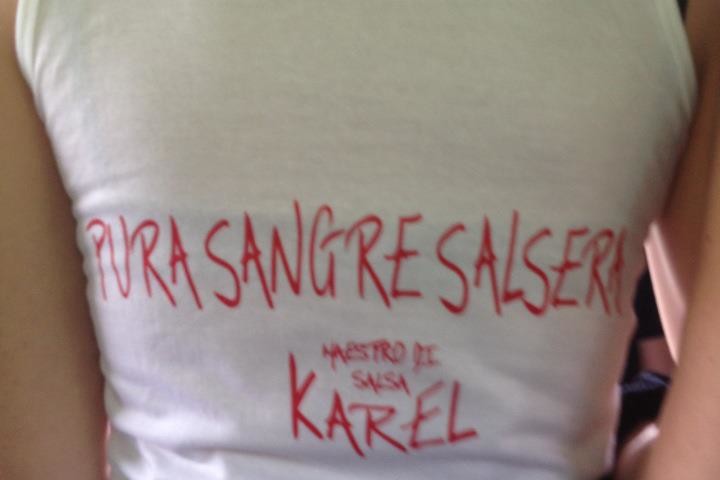 PURA SANGRE SALSERA
MAESTRO DI
SALSA
KAREL